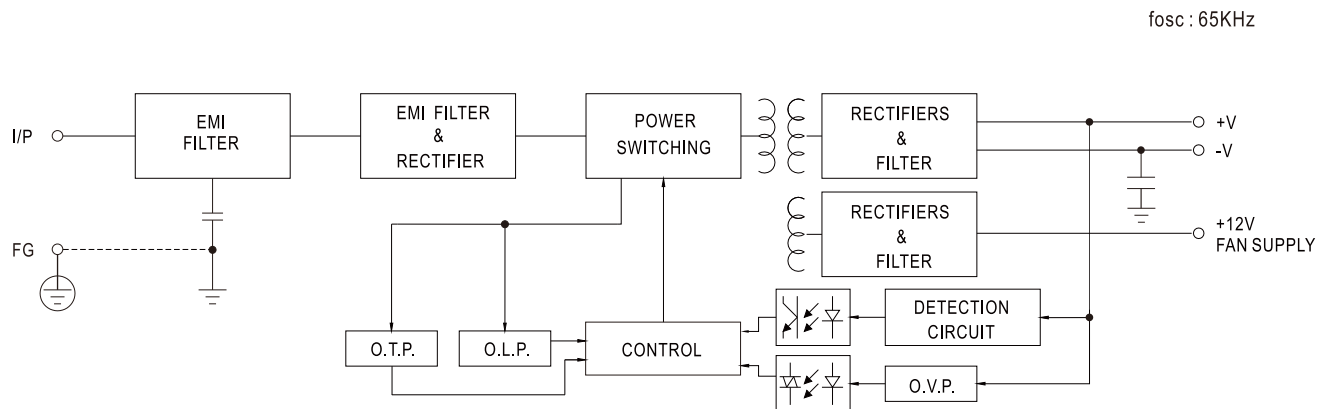 fosc : 65KHz
I/P
EMI
FILTER
EMI FILTER
&
RECTIFIER
POWER
SWITCHING
RECTIFIERS
&
FILTER
+V
-V
FG
RECTIFIERS
&
FILTER
+12V
FAN SUPPLY
O.T.P.
O.L.P.
CONTROL
DETECTION
CIRCUIT
O.V.P.